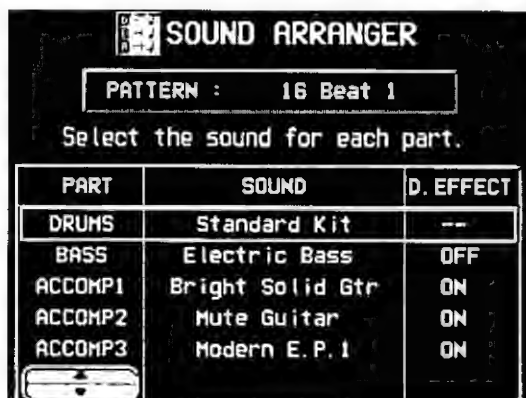 SOUND ARRANGER
PATTERN : 16 Beat 1
Select the sound for each part.
PART SOUND D. EFFECT
DRUMS Standard Kit --
BASS Electric Bass OFF
ACCOMP1 Bright Solid Gtr ON
ACCOMP2 Mute Guitar ON
ACCOMP3 Modern E.P.1 ON